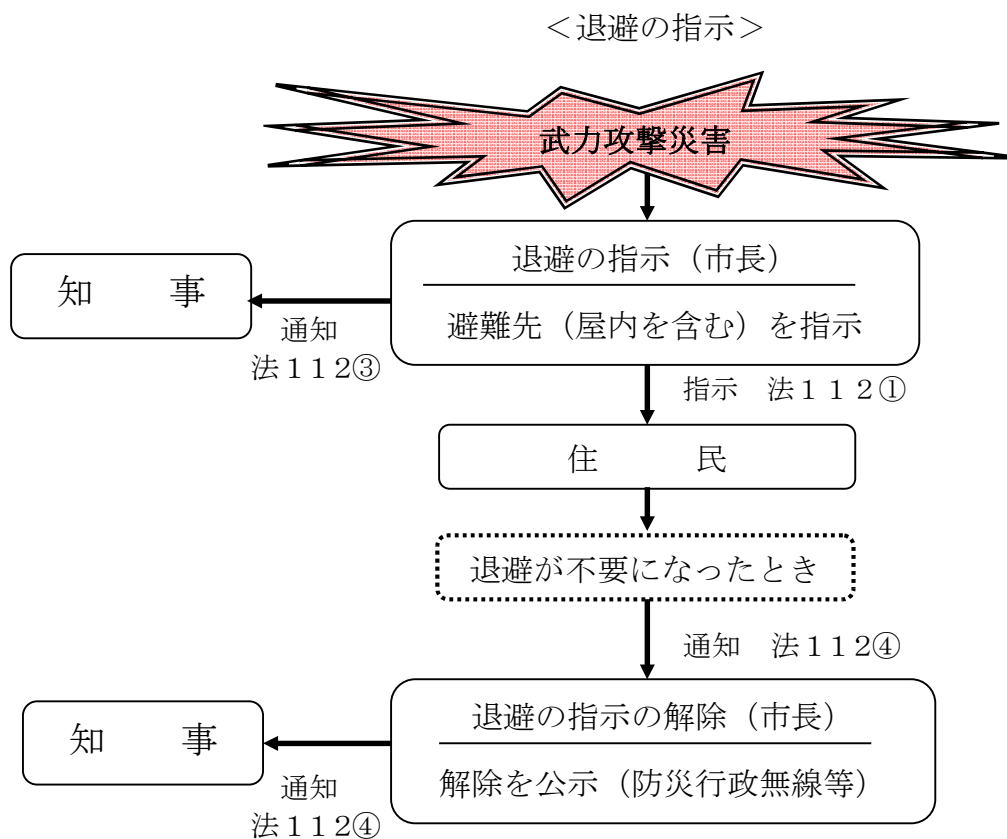 ＜退避の指示＞
武力攻撃災害
退避の指示（市長）
避難先（屋内を含む）を指示
知　　事
通知
法１１２③
指示　法１１２①
住　　　民
退避が不要になったとき
通知　法１１２④
退避の指示の解除（市長）
解除を公示（防災行政無線等）
知　　事
通知
法１１２④